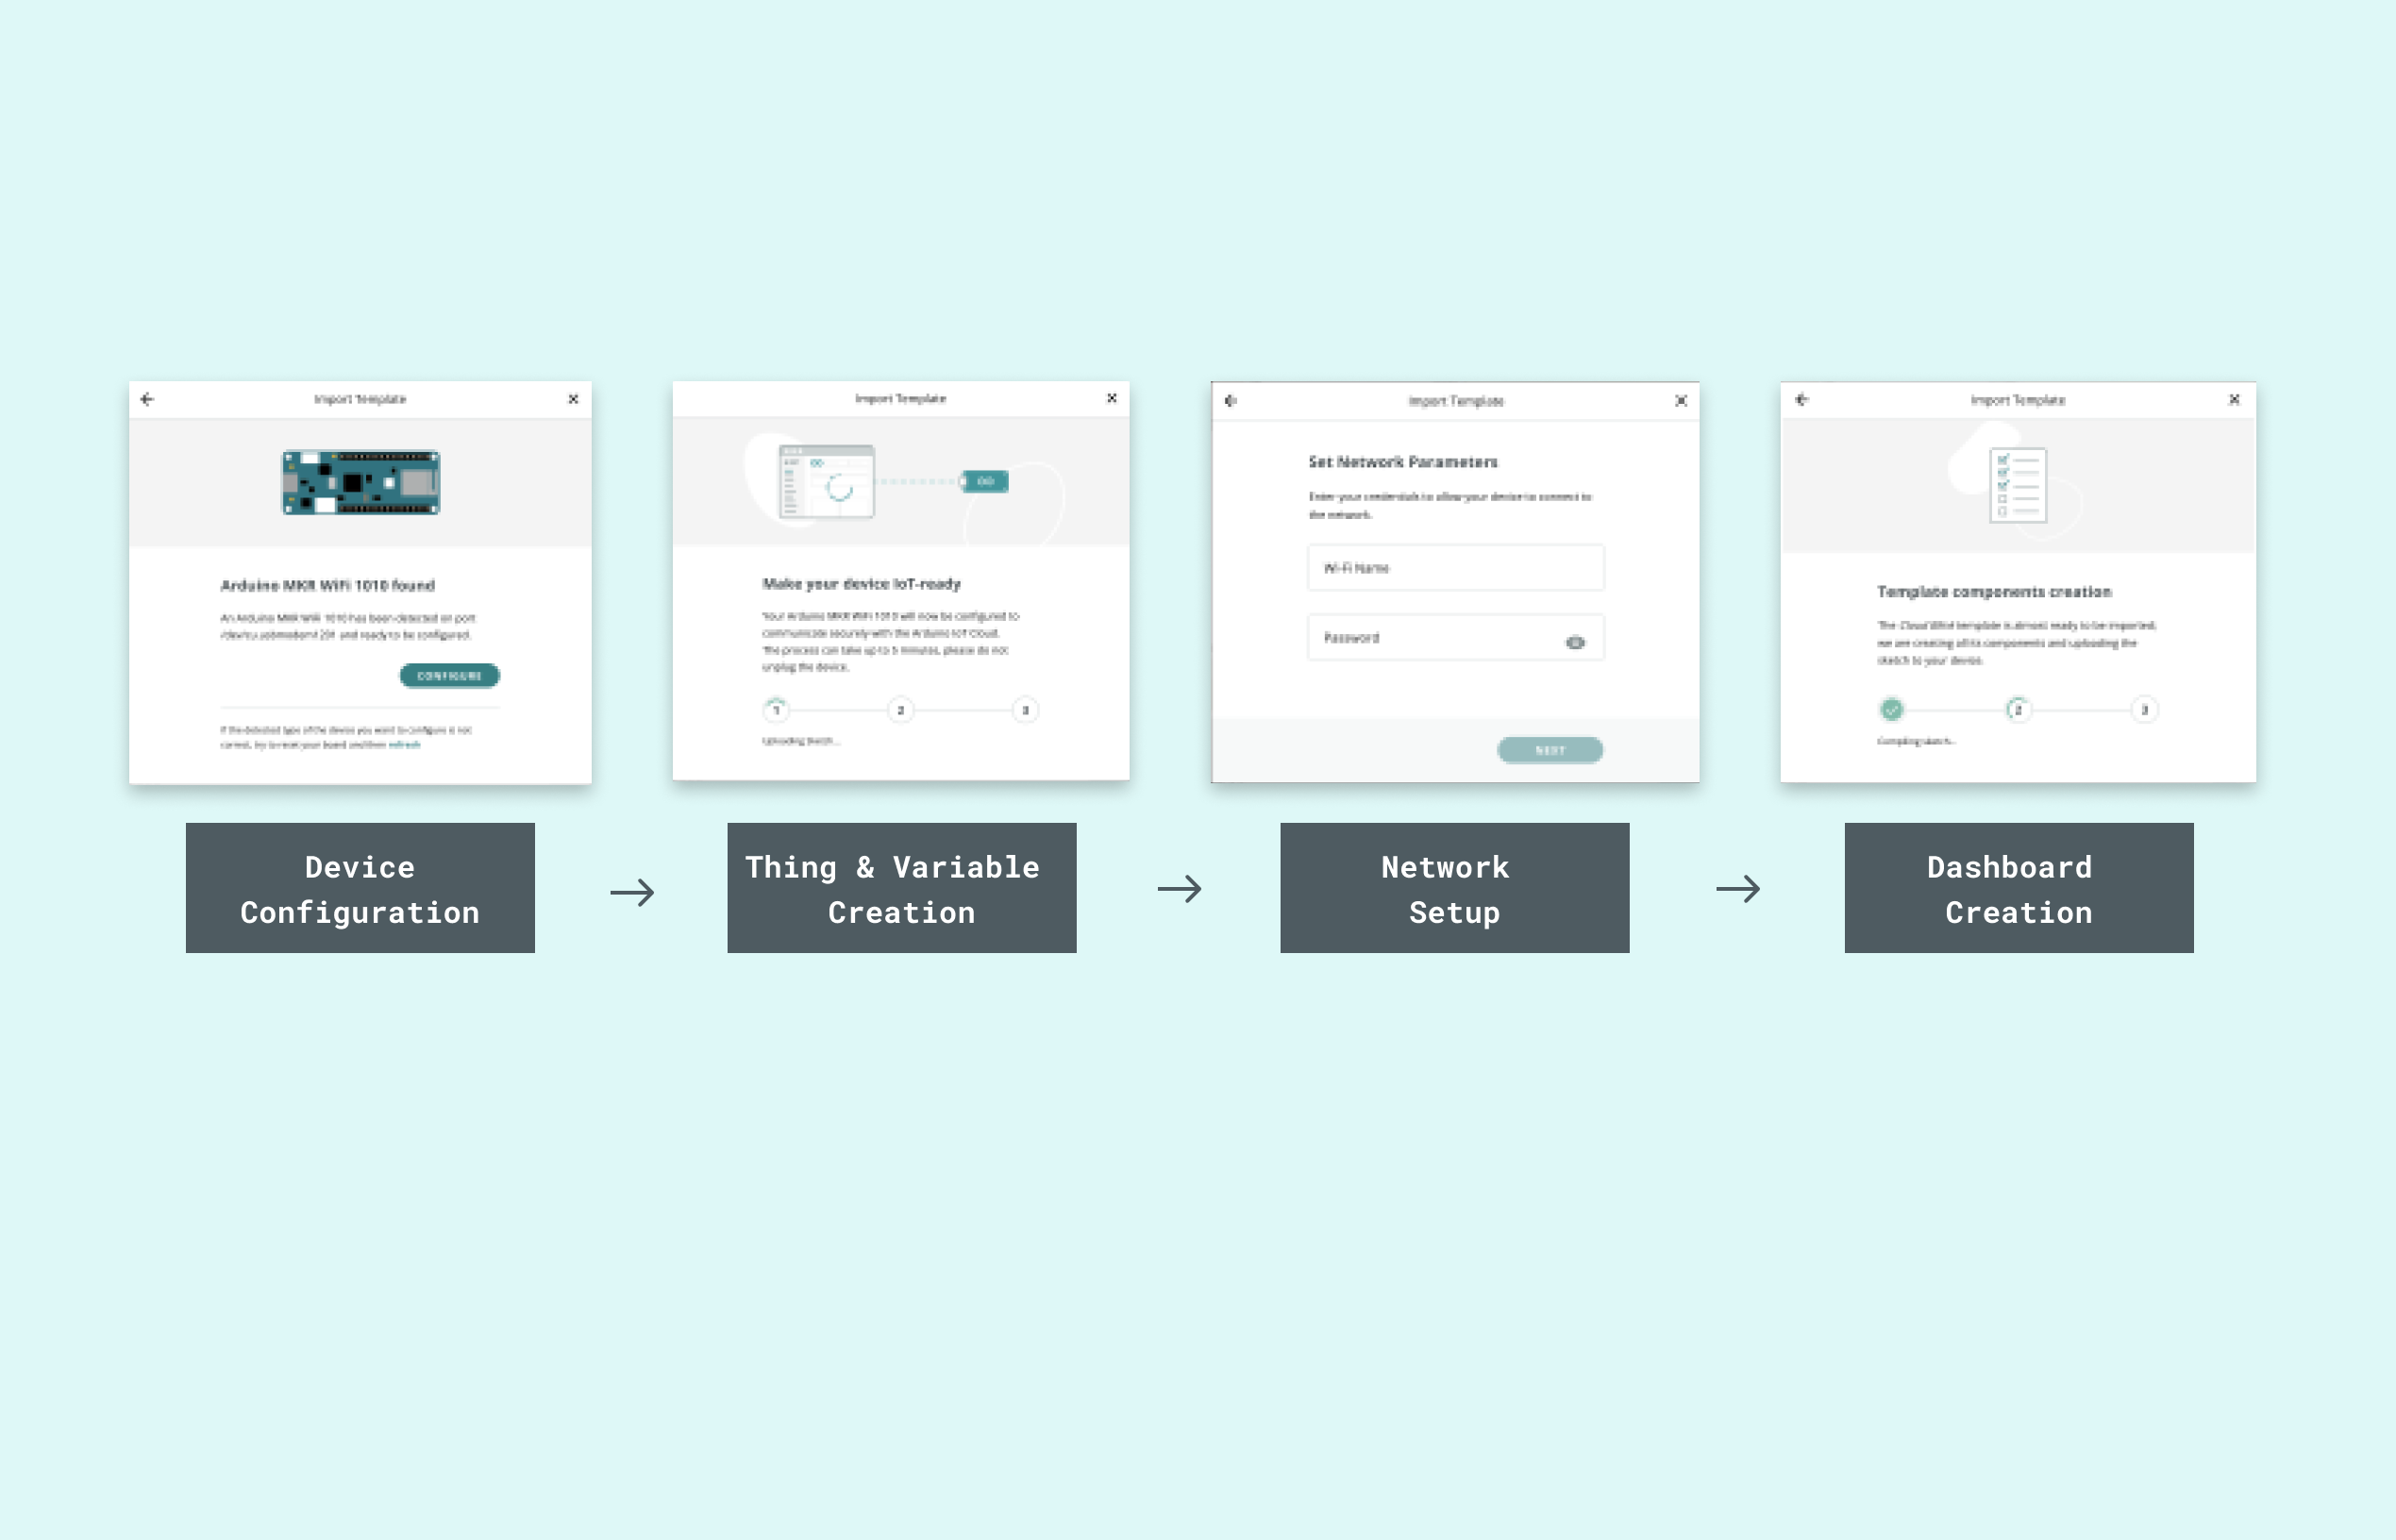 Import Template
Arduino MKR WiFi 1010 found
An Arduino MKR WiFi 1010 has been detected on port
and ready to be configured.
CONFIGURE
If the detected type of the device you want to configure is not
correct, try to reset your board and then refresh
Device
Configuration
Import Template
Make your device IoT-ready
Your Arduino MKR WiFi 1010 will now be configured to
communicate securely with the Arduino IoT Cloud.
The process can take up to 5 minutes, please do not
unplug the device.
1 2 3
Uploading Sketch...
Thing & Variable
Creation
Import Template
Set Network Parameters
Enter your credentials to allow your device to connect to
the network.
Wi-Fi Name
Password
NEXT
Network
Setup
Import Template
Template components creation
The Cloud Blink template is almost ready to be imported,
we are creating all its components and uploading the
sketch to your device.
2 3
Compiling sketch...
Dashboard
Creation